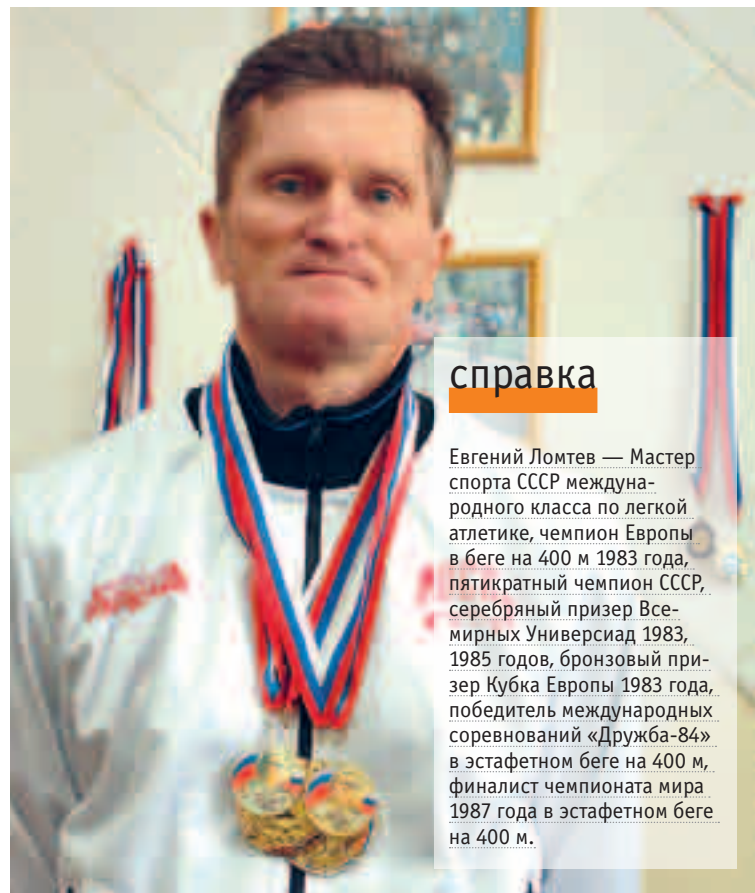 справка
Евгений Ломтев — Мастер
спорта СССР междуна-
родного класса по легкой
атлетике, чемпион Европы
в беге на 400 м 1983 года,
пятикратный чемпион СССР,
серебряный призер Все-
мирных Универсиад 1983,
1985 годов, бронзовый при-
зер Кубка Европы 1983 года,
победитель международных
соревнований «Дружба-84»
в эстафетном беге на 400 м,
финалист чемпионата мира
1987 года в эстафетном беге
на 400 м.